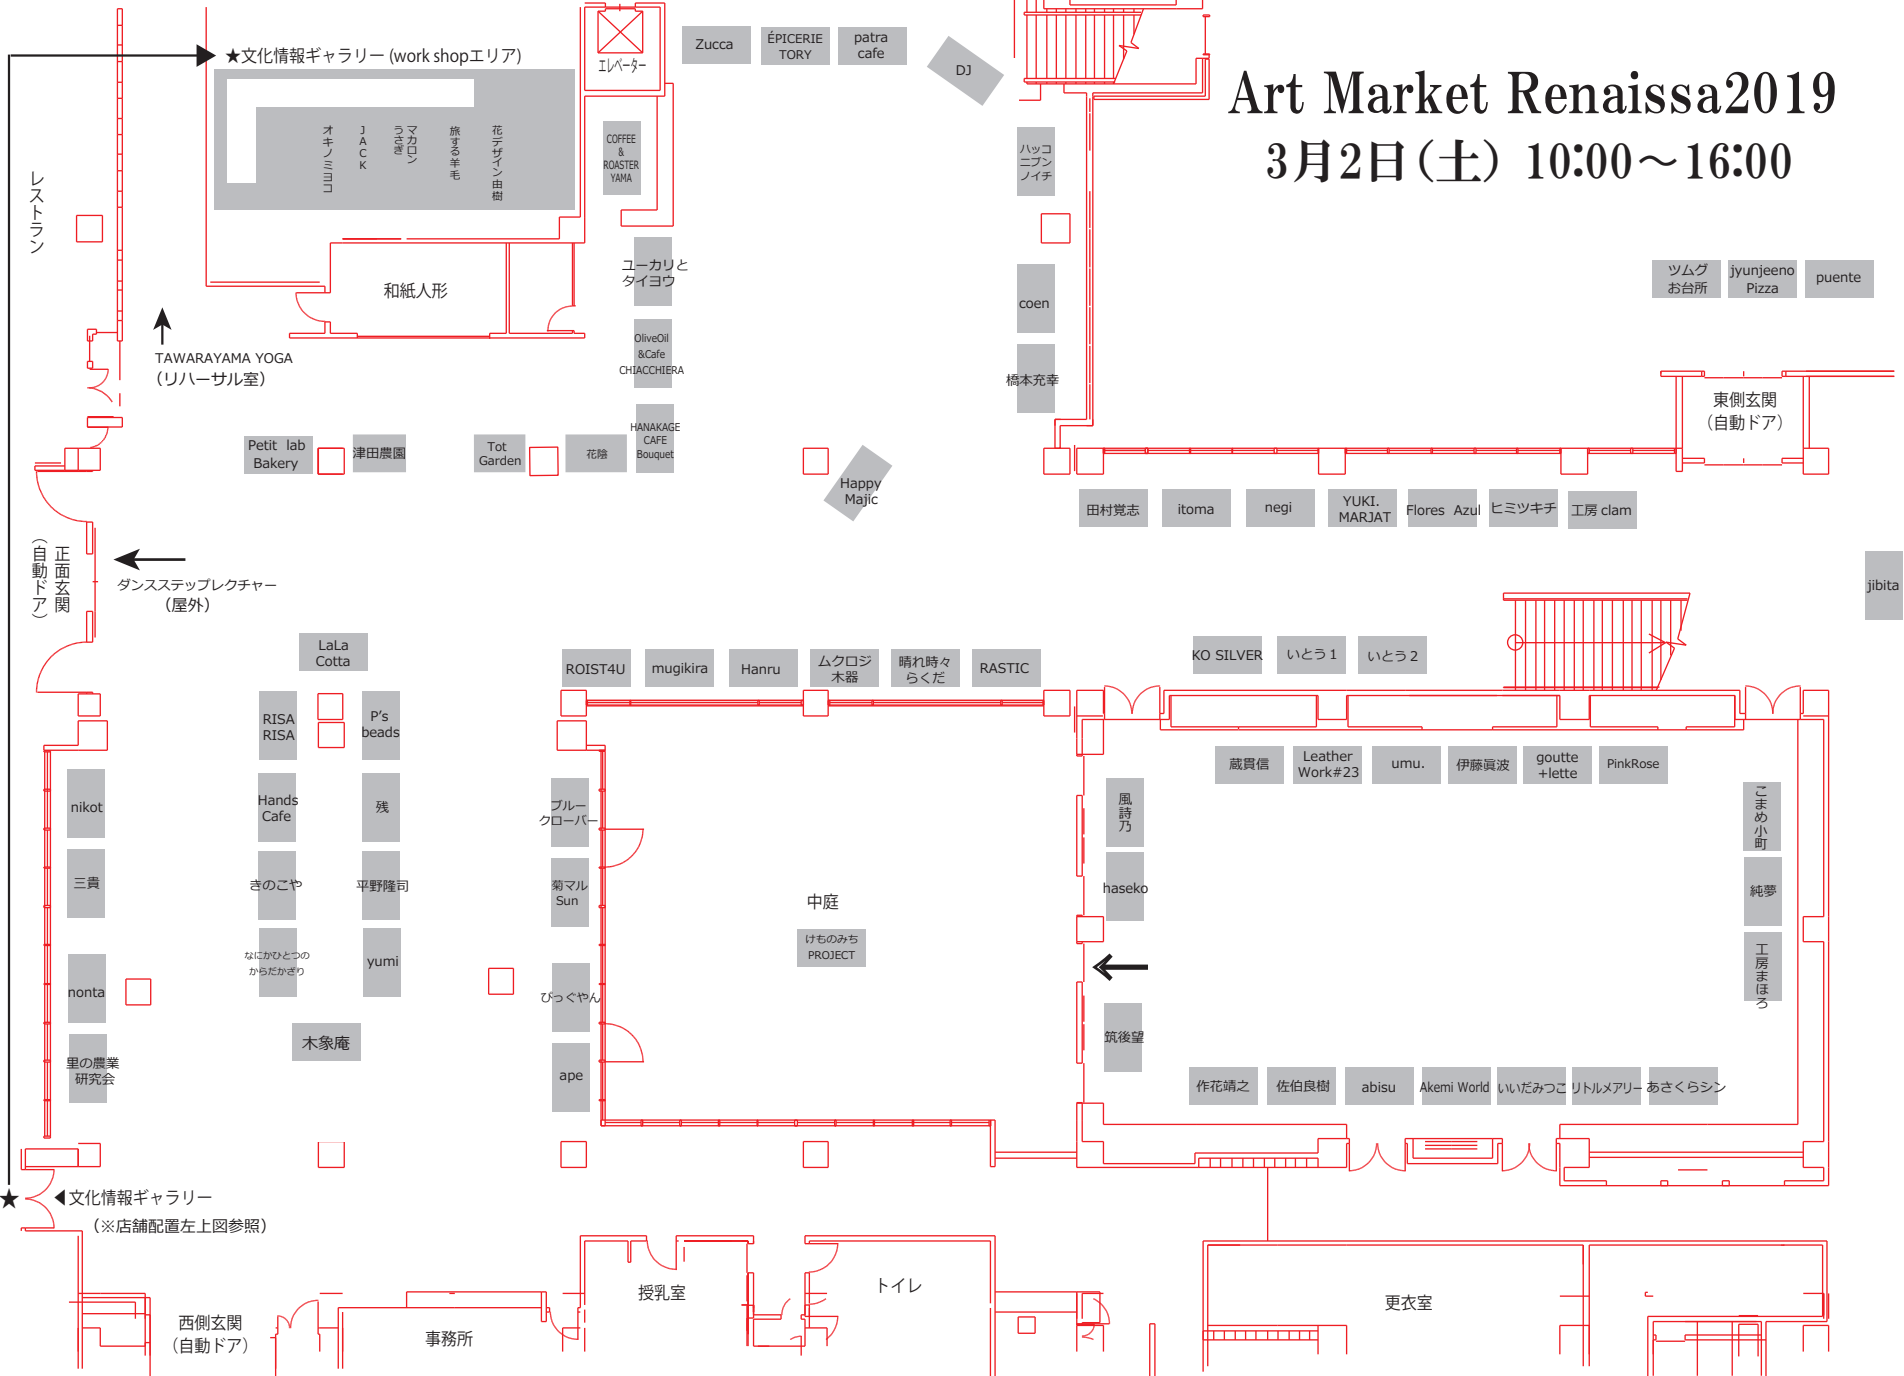 ★文化情報ギャラリー (work shopエリア)
オキノミヨコ
JACK
マカロン
うさぎ
旅する羊毛
花デザイン由樹
レストラン
エレベーター
Zucca
ÉPICERIE
TORY
patra
cafe
DJ
Art Market Renaissa2019
3月2日(土) 10:00〜16:00
COFFEE
&
ROASTER
YAMA
ハッコ
ニブン
ノイチ
ユーカリと
タイヨウ
和紙人形
coen
ツムグ
お台所
jyunjeeno
Pizza
puente
TAWARAYAMA YOGA
(リハーサル室)
OliveOil
&Cafe
CHIACCHIERA
橋本充幸
東側玄関
(自動ドア)
Petit lab
Bakery
津田農園
Tot
Garden
花陰
HANAKAGE
CAFE
Bouquet
Happy
Majic
田村覚志
itoma
negi
YUKI.
MARJAT
Flores Azul
ヒミツキチ
工房 clam
正面玄関
(自動ドア)
ダンスステップレクチャー
(屋外)
jibita
LaLa
Cotta
ROIST4U
mugikira
Hanru
ムクロジ
木器
晴れ時々
らくだ
RASTIC
KO SILVER
いとう1
いとう2
RISA
RISA
P's
beads
蔵貫信
Leather
Work#23
umu.
伊藤眞波
goutte
+lette
PinkRose
nikot
Hands
Cafe
残
ブルー
クローバー
風詩乃
こまめ小町
三貴
きのこや
平野隆司
菊マル
Sun
中庭
haseko
純夢
けものみち
PROJECT
なにかひとつの
からだかざり
yumi
nonta
びっぐやん
工房まほろ
木象庵
筑後望
里の農業
研究会
ape
作花靖之
佐伯良樹
abisu
Akemi World
いいだみつこ
リトルメアリー
あさくらシン
★
◀文化情報ギャラリー
(※店舗配置左上図参照)
西側玄関
(自動ドア)
事務所
授乳室
トイレ
更衣室